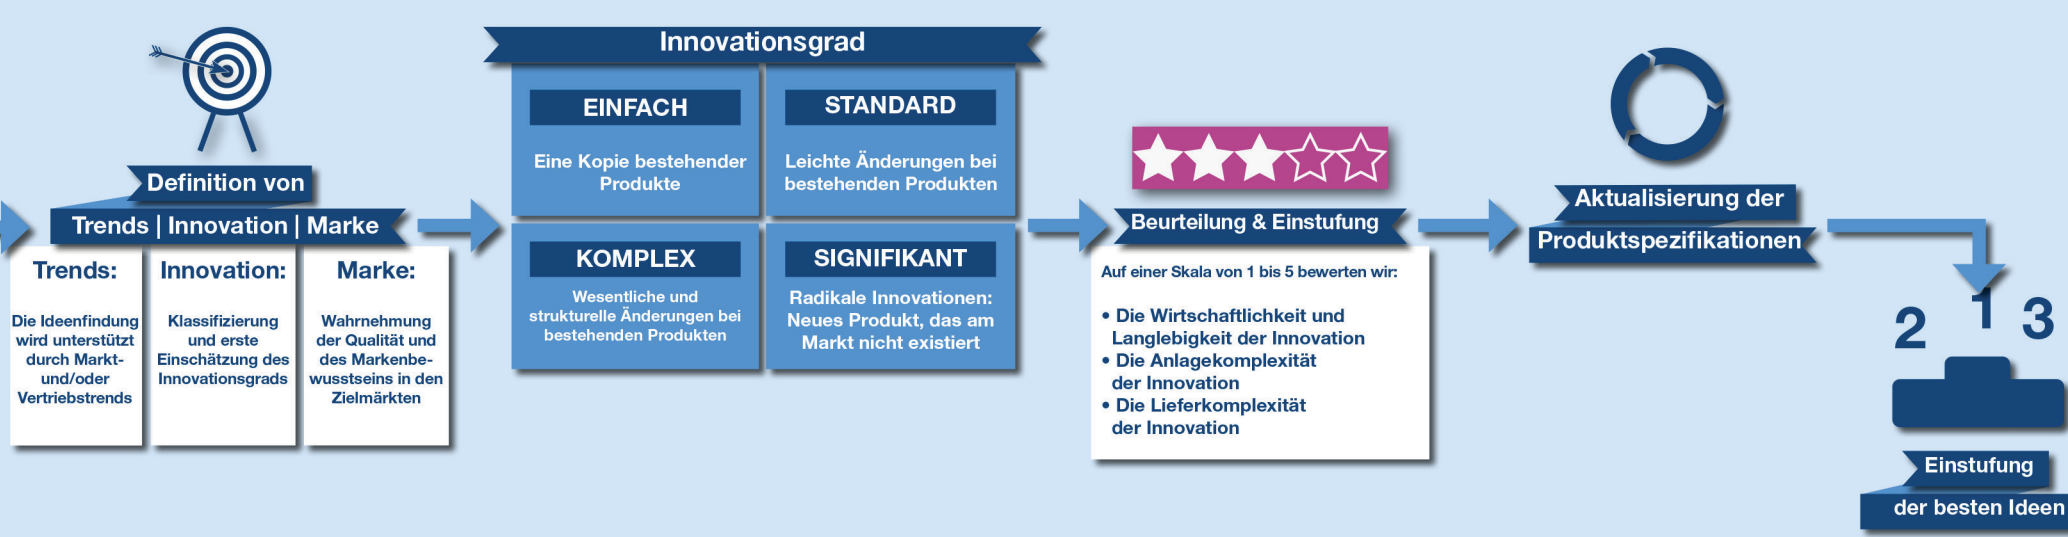 Definition von
Trends | Innovation | Marke
Trends:
Die Ideenfindung
wird unterstützt
durch Markt-
und/oder
Vertriebstrends
Innovation:
Klassifizierung
und erste
Einschätzung des
Innovationsgrads
Marke:
Wahrnehmung
der Qualität und
des Markenbe-
wusstseins in den
Zielmärkten
Innovationsgrad
EINFACH
Eine Kopie bestehender
Produkte
STANDARD
Leichte Änderungen bei
bestehenden Produkten
KOMPLEX
Wesentliche und
strukturelle Änderungen bei
bestehenden Produkten
SIGNIFIKANT
Radikale Innovationen:
Neues Produkt, das am
Markt nicht existiert
Beurteilung & Einstufung
Auf einer Skala von 1 bis 5 bewerten wir:
• Die Wirtschaftlichkeit und
Langlebigkeit der Innovation
• Die Anlagekomplexität
der Innovation
• Die Lieferkomplexität
der Innovation
Aktualisierung der
Produktspezifikationen
2 1 3
Einstufung
der besten Ideen